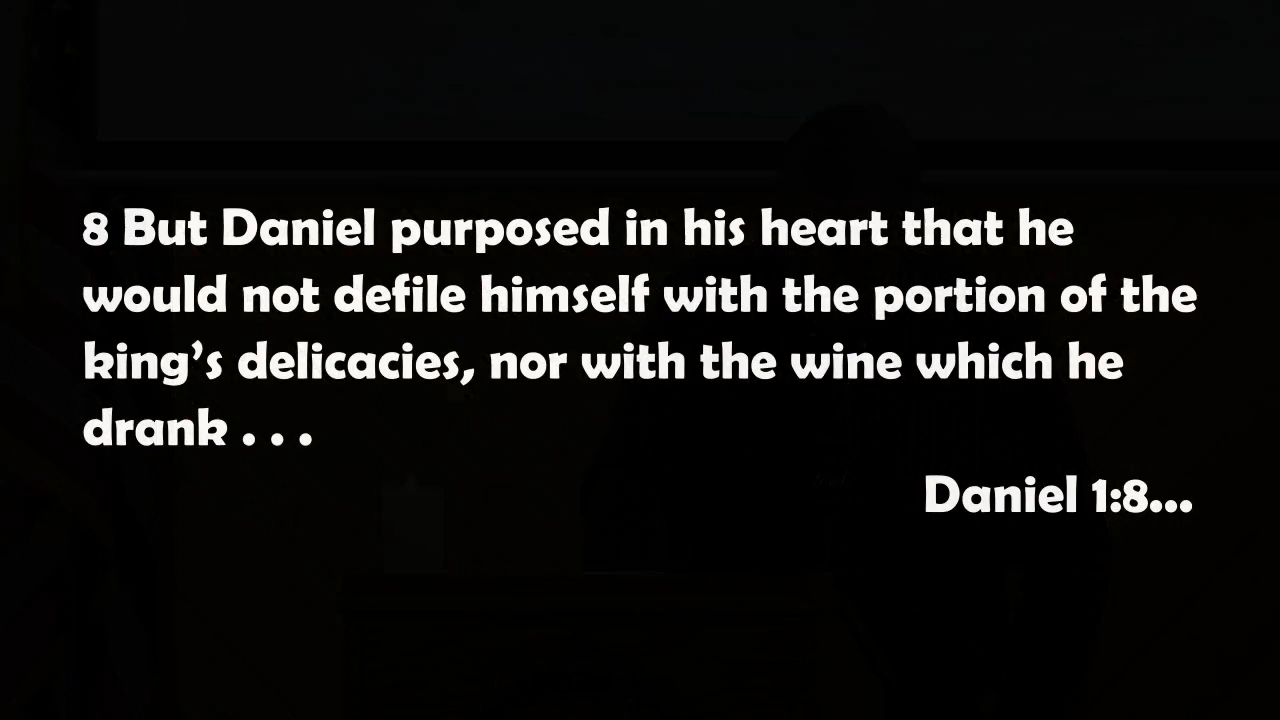 8 But Daniel purposed in his heart that he
would not defile himself with the portion of the
king’s delicacies, nor with the wine which he
drank . . .
Daniel 1:8...